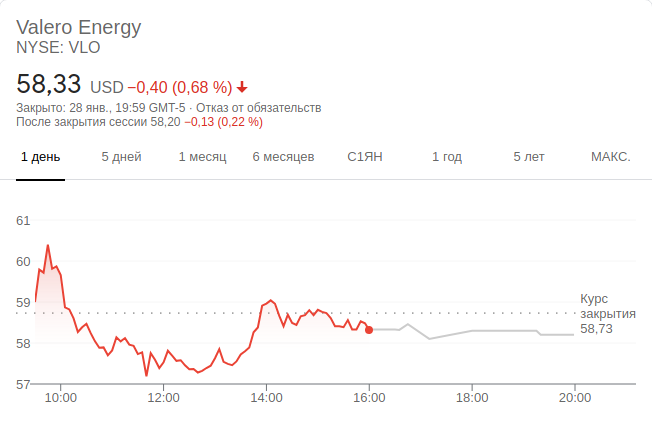 Valero Energy
NYSE: VLO
58,33 USD −0,40 (0,68 %)
Закрыто: 28 янв., 19:59 GMT-5 · Отказ от обязательств
После закрытия сессии 58,20 −0,13 (0,22 %)
1 день 5 дней 1 месяц 6 месяцев С1ЯН 1 год 5 лет МАКС.
61
60
59
58
57
Курс
закрытия
58,73
10:00 12:00 14:00 16:00 18:00 20:00